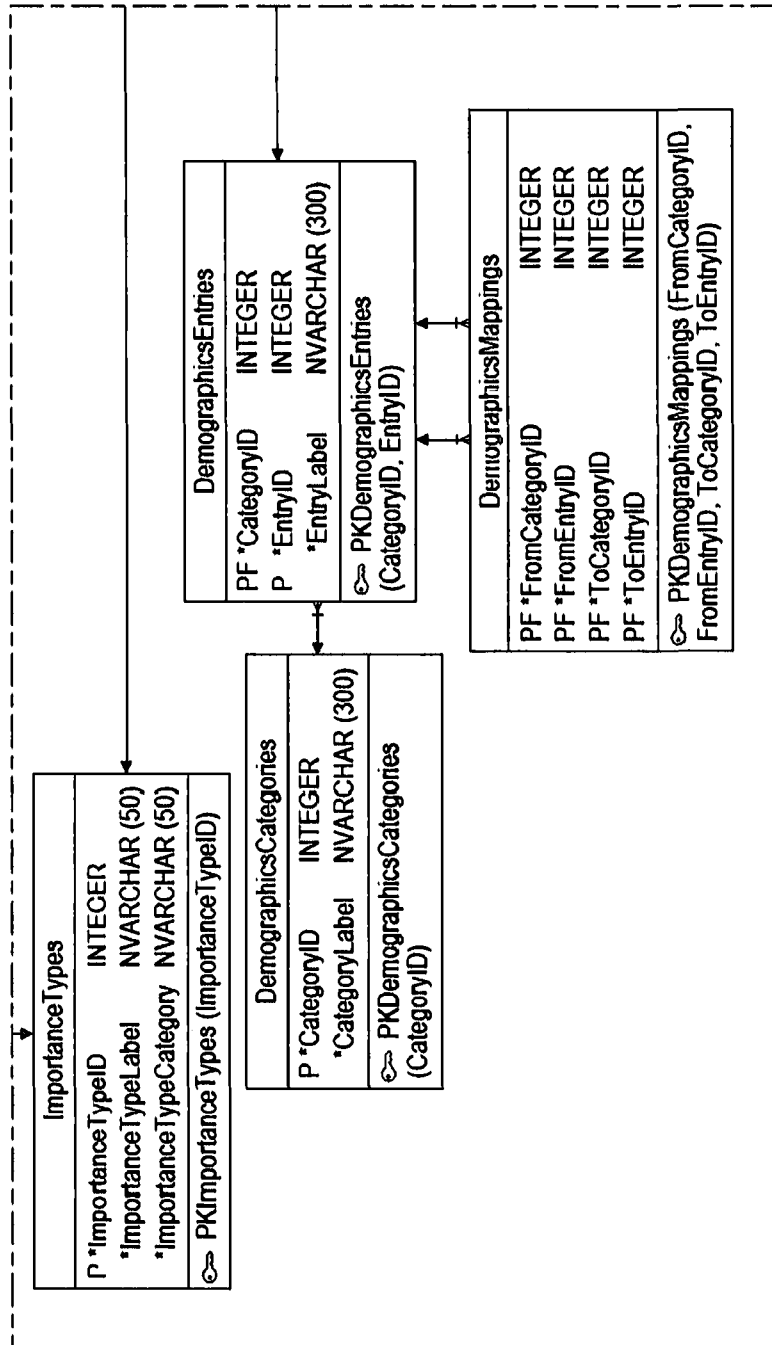 ImportanceTypes
P *ImportanceTypeID INTECER
*ImportanceTypeLabel NVARCHAR (50)
*ImportanceTypeCategory NVARCHAR (50)
PKImportanceTypes (ImportanceTypeID)
DemographicsCategories
P *CategoryID INTEGER
*CategoryLabel NVARCHAR (300)
PKDemographicsCategories
(CategoryID)
DemographicsEntries
PF *CategoryID INTEGER
P *EntryID INTEGER
*EntryLabel NVARCHAR (300)
PKDemographicsEntries
(CategoryID, EntryID)
DemographicsMappings
PF *FromCategoryID INTEGER
PF *FromEntryID INTEGER
PF *ToCategoryID INTEGER
PF *ToEntryID INTEGER
PKDemographicsMappings (FromCategoryID,
FromEntryID, ToCategoryID, ToEntryID)